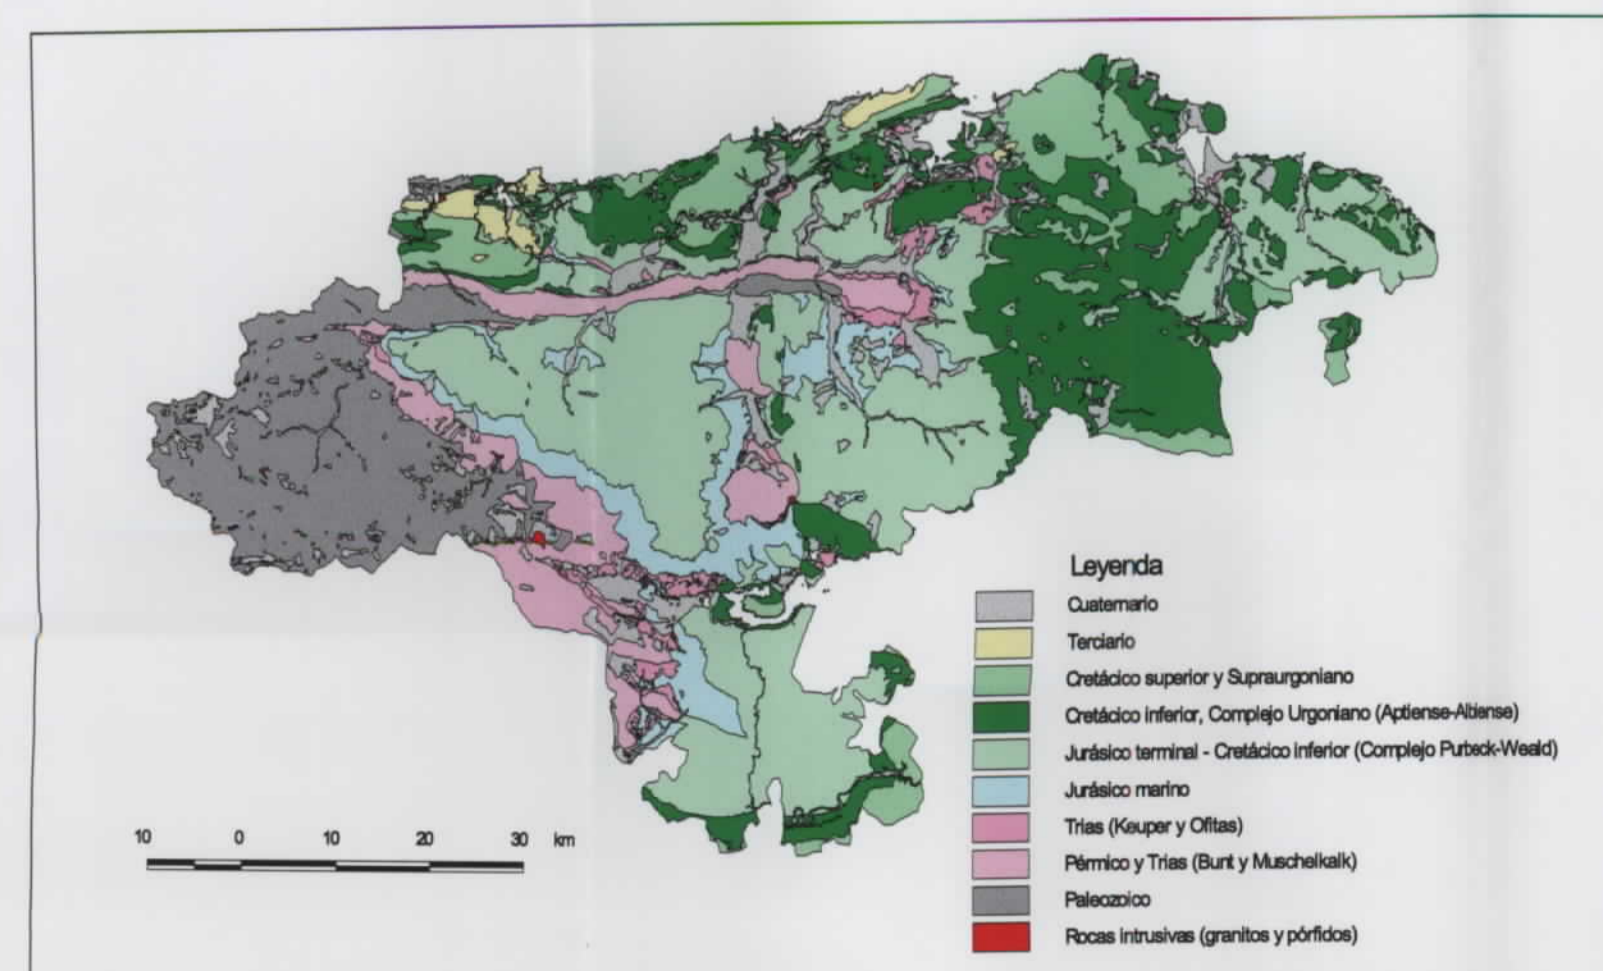 Leyenda
Cuaternario
Terciario
Cretácico superior y Supraurgoniano
Cretácico inferior, Complejo Urgoniano (Aptiense-Albiense)
Jurásico terminal - Cretácico inferior (Complejo Purbeck-Weald)
Jurásico marino
Trias (Keuper y Ofitas)
Pérmico y Trias (Bunt y Muschelkalk)
Paleozoico
Rocas intrusivas (granitos y pórfidos)
10 0 10 20 30 km